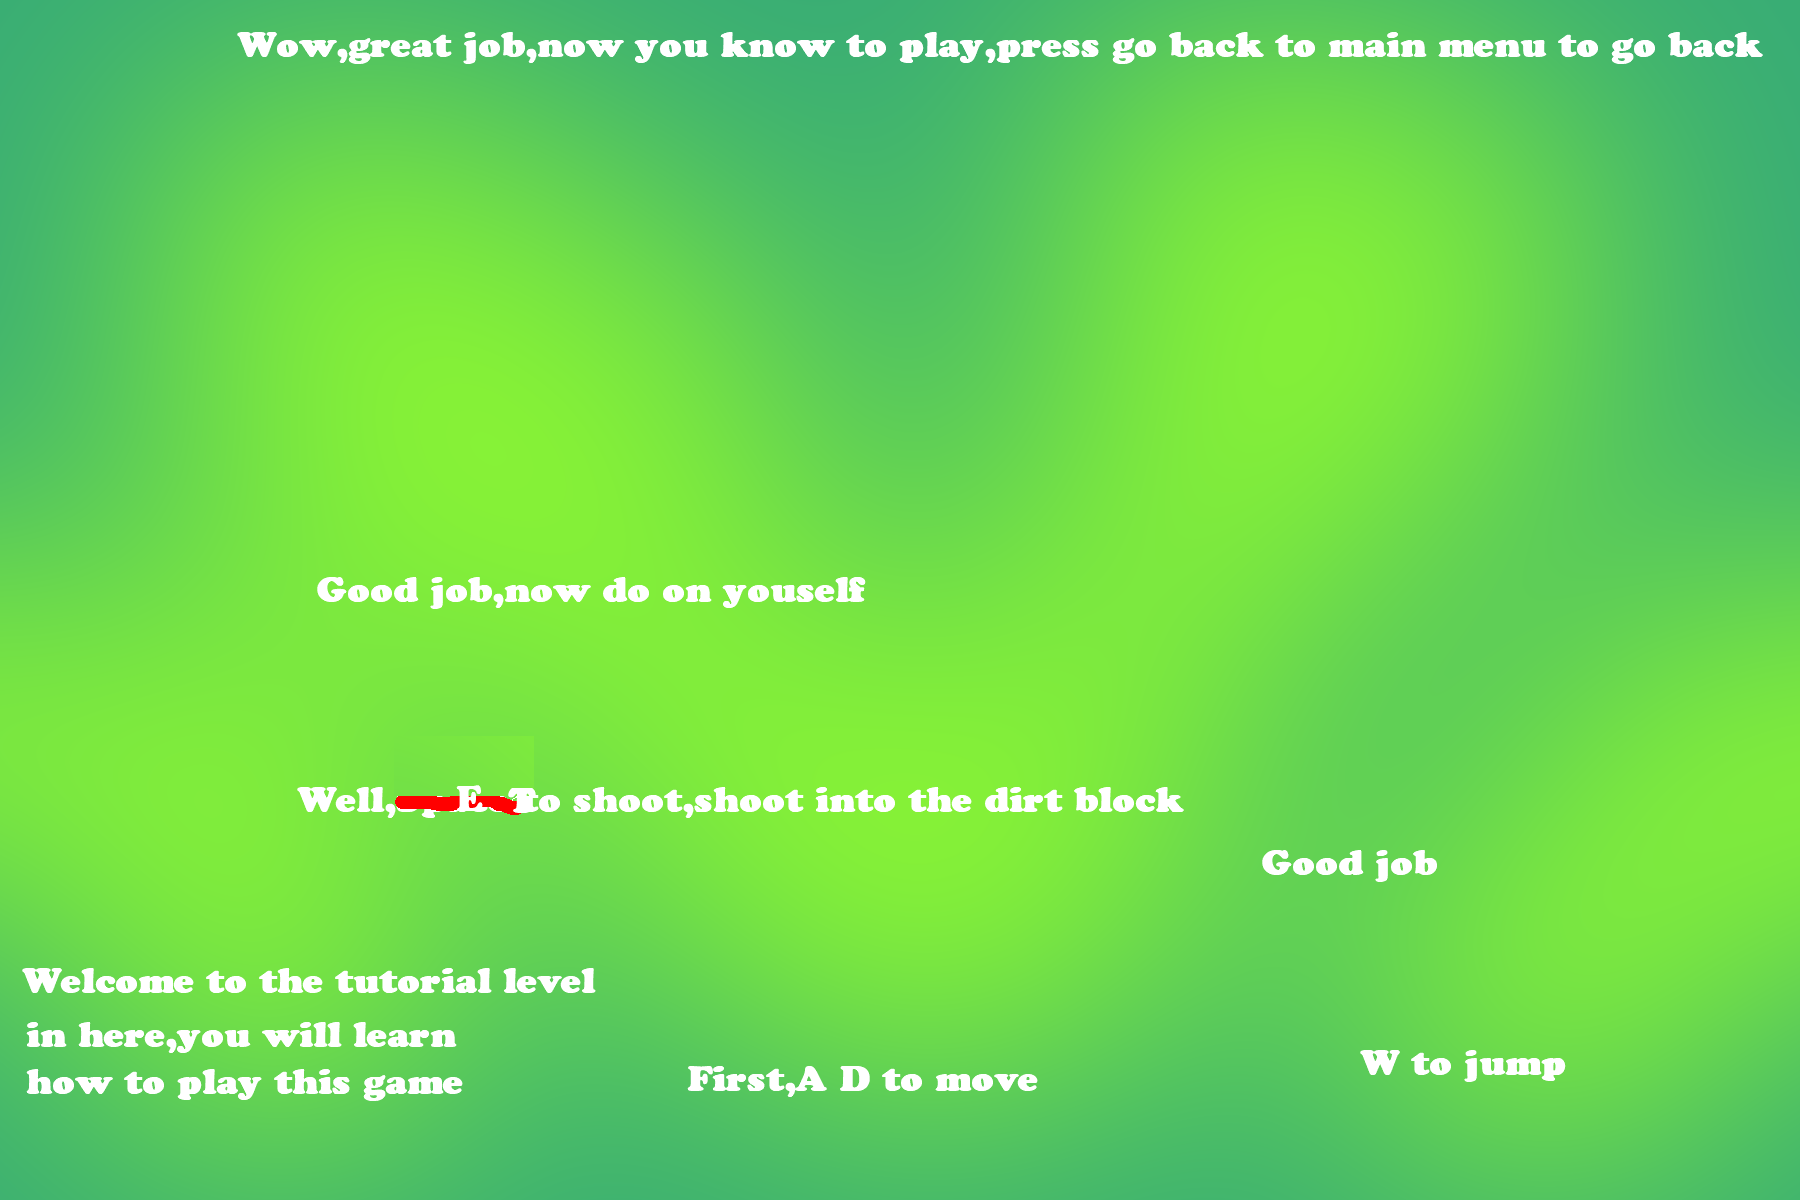 Wow,great job,now you know to play,press go back to main menu to go back
Good job,now do on youself
Well, E T to shoot,shoot into the dirt block
Good job
Welcome to the tutorial level
in here,you will learn
how to play this game
First,A D to move
W to jump